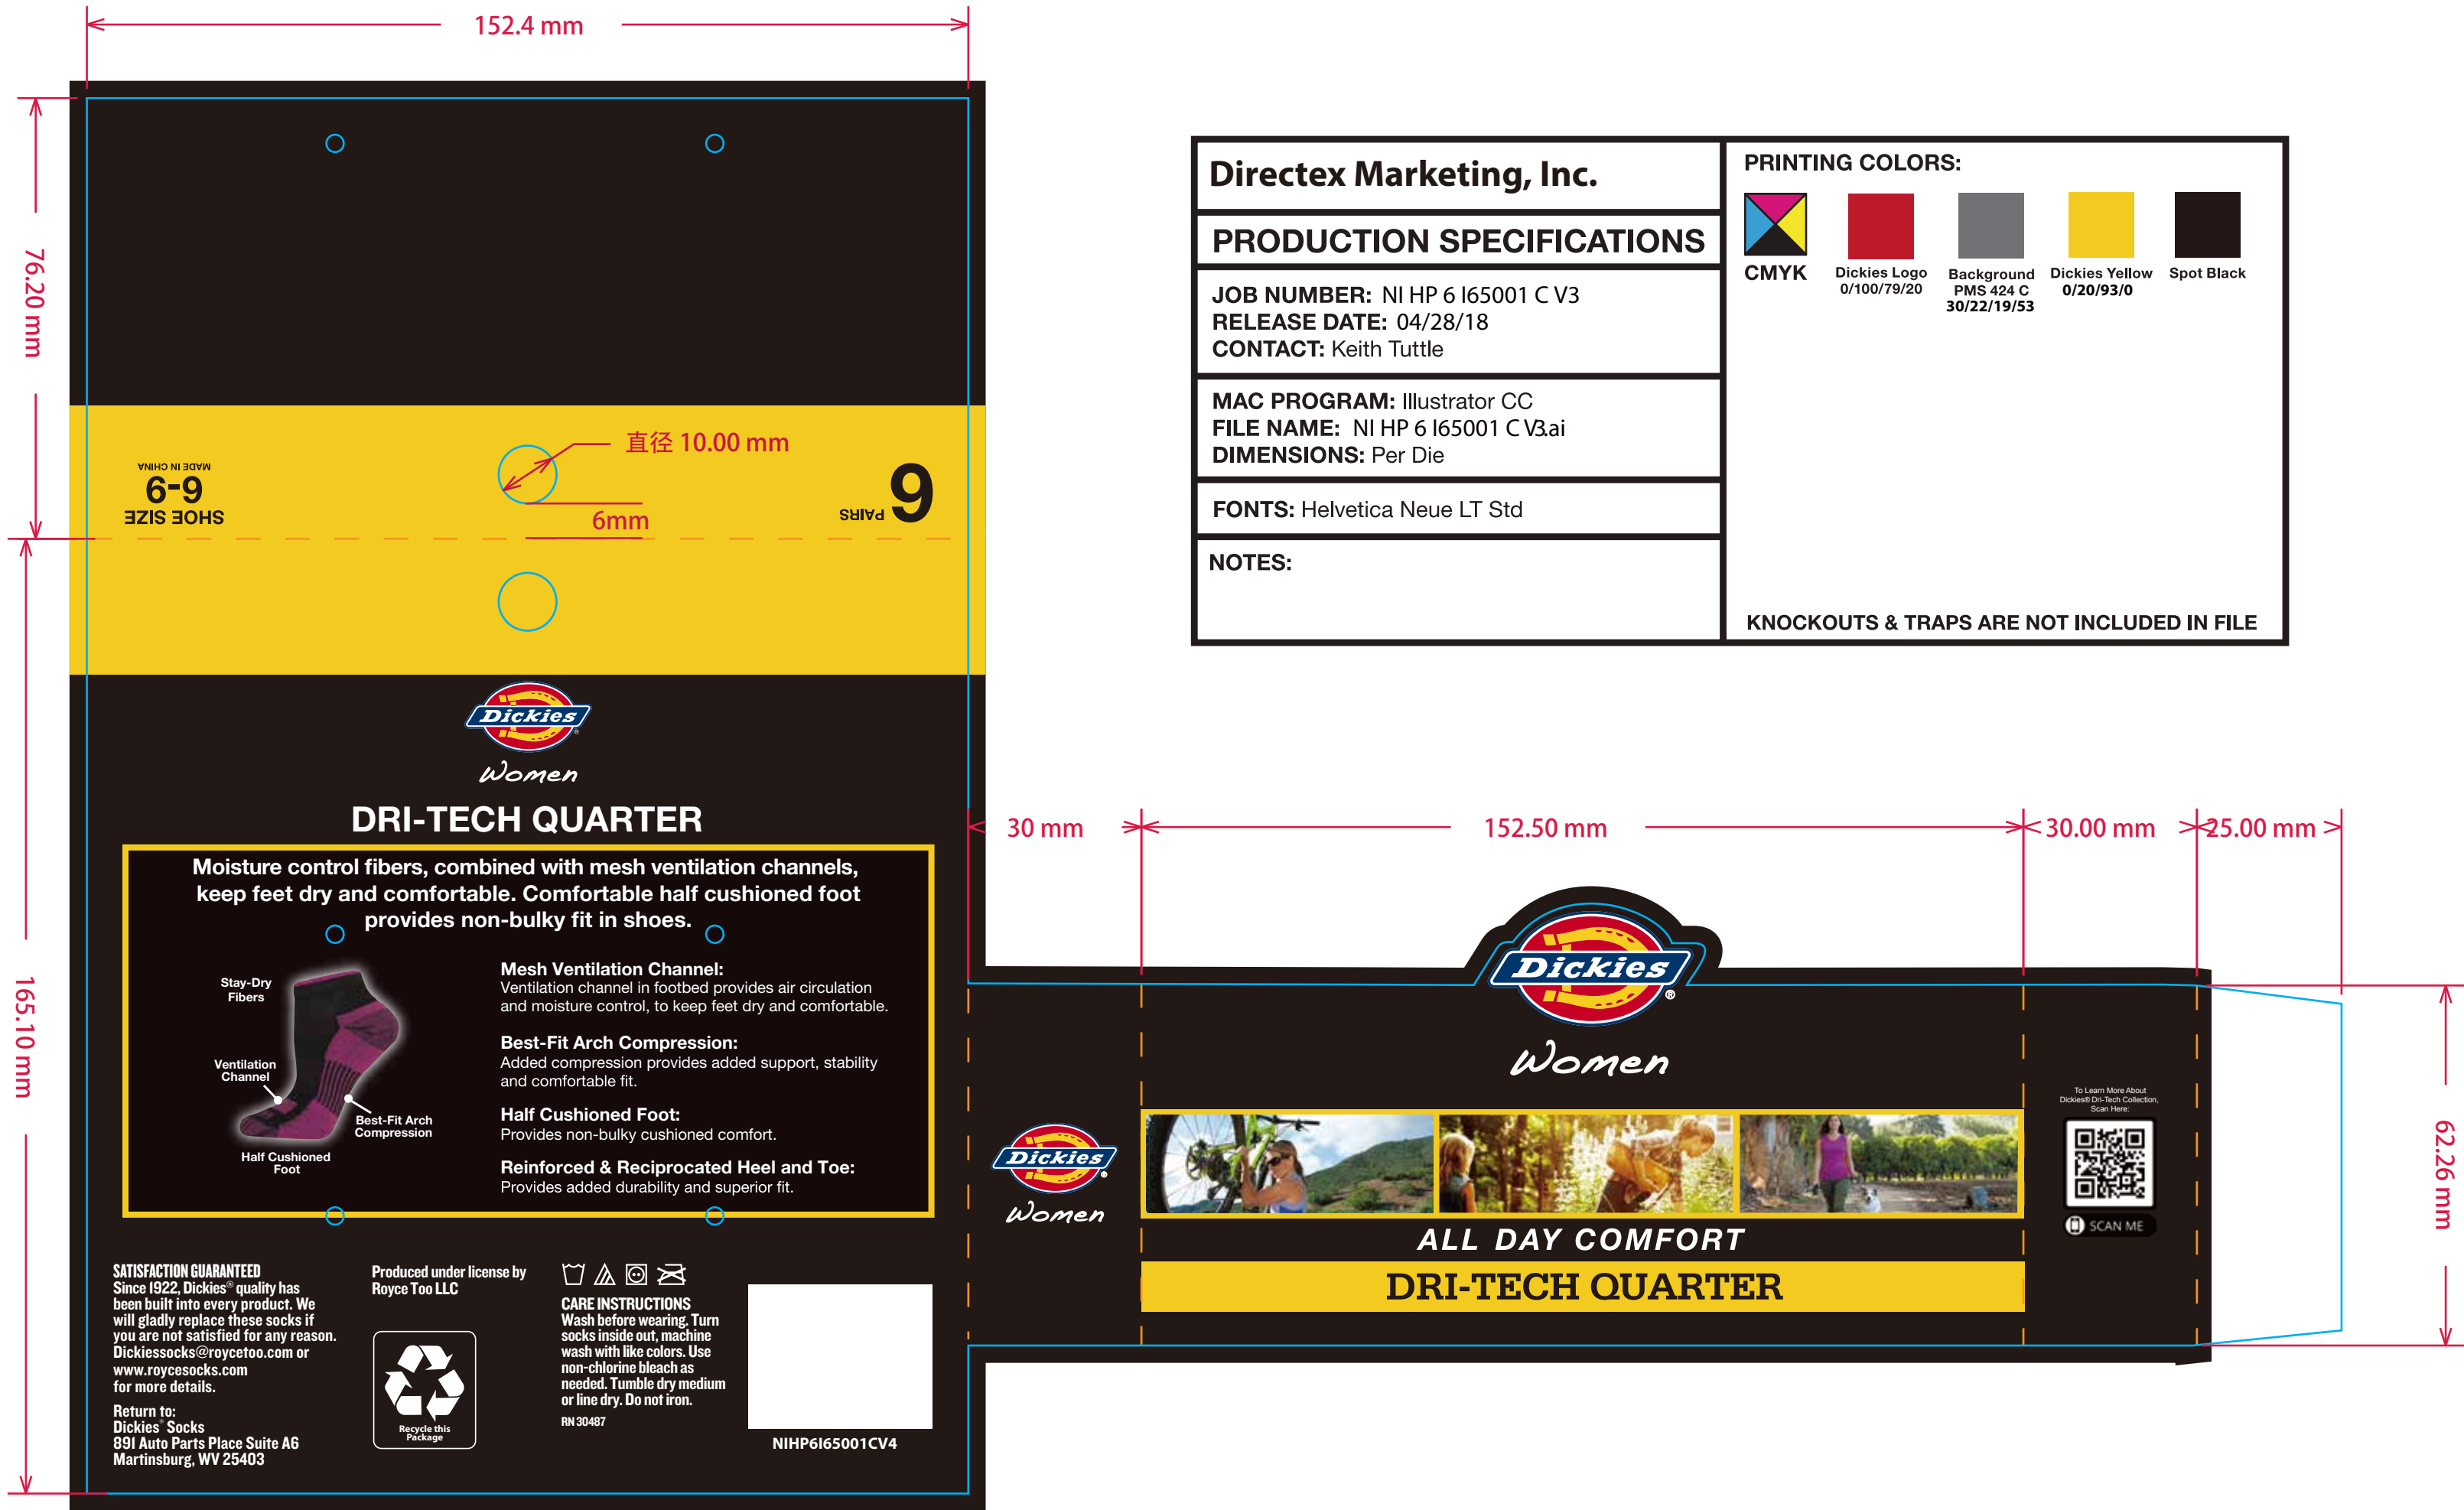 152.4 mm
76.20 mm
165.10 mm
直径 10.00 mm
6mm
SHOE SIZE
6-9
MADE IN CHINA
6
PAIRS
Dickies
®
Women
DRI-TECH QUARTER
Moisture control fibers, combined with mesh ventilation channels,
keep feet dry and comfortable. Comfortable half cushioned foot
provides non-bulky fit in shoes.
Stay-Dry
Fibers
Ventilation
Channel
Best-Fit Arch
Compression
Half Cushioned
Foot
Mesh Ventilation Channel:
Ventilation channel in footbed provides air circulation
and moisture control, to keep feet dry and comfortable.
Best-Fit Arch Compression:
Added compression provides added support, stability
and comfortable fit.
Half Cushioned Foot:
Provides non-bulky cushioned comfort.
Reinforced & Reciprocated Heel and Toe:
Provides added durability and superior fit.
SATISFACTION GUARANTEED
Since 1922, Dickies® quality has
been built into every product. We
will gladly replace these socks if
you are not satisfied for any reason.
Dickiessocks@roycetoo.com or
www.roycesocks.com
for more details.
Return to:
Dickies® Socks
891 Auto Parts Place Suite A6
Martinsburg, WV 25403
Produced under license by
Royce Too LLC
Recycle this
Package
CARE INSTRUCTIONS
Wash before wearing. Turn
socks inside out, machine
wash with like colors. Use
non-chlorine bleach as
needed. Tumble dry medium
or line dry. Do not iron.
RN 30487
NIHP6I65001CV4
Directex Marketing, Inc.
PRODUCTION SPECIFICATIONS
JOB NUMBER: NI HP 6 I65001 C V3
RELEASE DATE: 04/28/18
CONTACT: Keith Tuttle
MAC PROGRAM: Illustrator CC
FILE NAME: NI HP 6 I65001 C V3.ai
DIMENSIONS: Per Die
FONTS: Helvetica Neue LT Std
NOTES:
PRINTING COLORS:
CMYK
Dickies Logo
0/100/79/20
Background
PMS 424 C
30/22/19/53
Dickies Yellow
0/20/93/0
Spot Black
KNOCKOUTS & TRAPS ARE NOT INCLUDED IN FILE
30 mm
152.50 mm
30.00 mm
25.00 mm
62.26 mm
Dickies
®
Women
Dickies
®
Women
ALL DAY COMFORT
DRI-TECH QUARTER
To Learn More About
Dickies® Dri-Tech Collection,
Scan Here:
SCAN ME